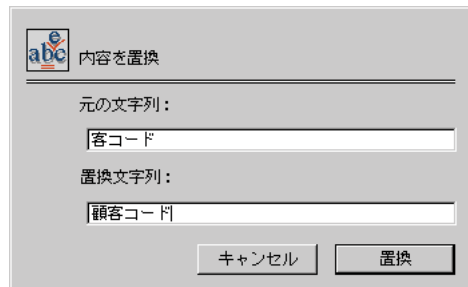 abc
e
内容を置換
元の文字列：
客コード
置換文字列：
顧客コード
キャンセル
置換